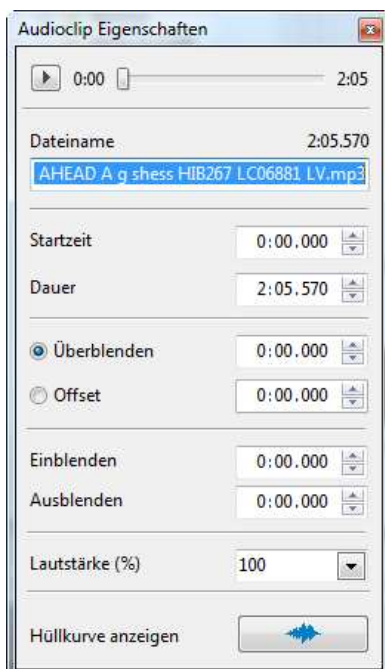 Audioclip Eigenschaften
0:00 2:05
Dateiname 2:05.570
AHEAD A g shess HIB267 LC06881 LV.mp3
Startzeit 0:00.000
Dauer 2:05.570
Überblenden 0:00.000
Offset 0:00.000
Einblenden 0:00.000
Ausblenden 0:00.000
Lautstärke (%) 100
Hüllkurve anzeigen